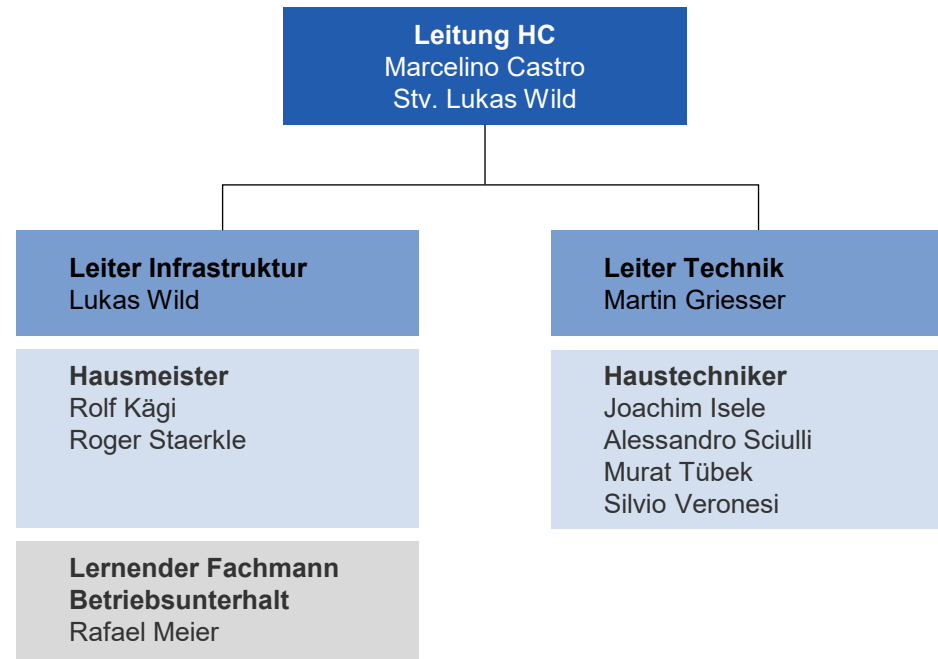 Leitung HC
Marcelino Castro
Stv. Lukas Wild
Leiter Infrastruktur
Lukas Wild
Hausmeister
Rolf Kägi
Roger Staerkle
Lernender Fachmann
Betriebsunterhalt
Rafael Meier
Leiter Technik
Martin Griesser
Haustechniker
Joachim Isele
Alessandro Sciulli
Murat Tübek
Silvio Veronesi